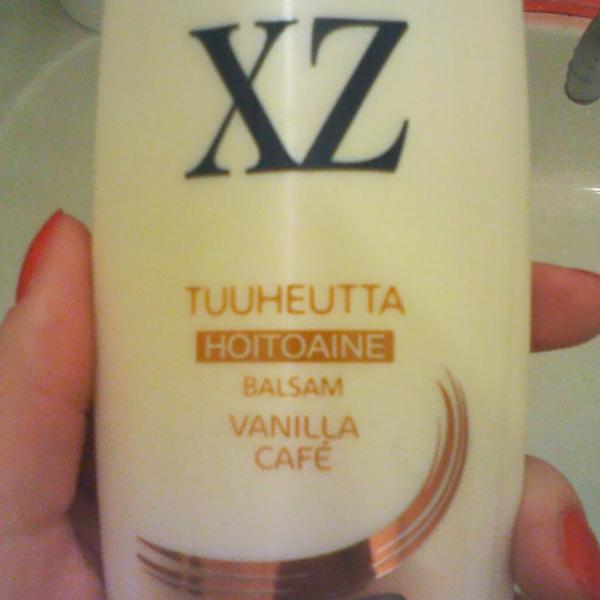 XZ
TUUHEUTTA
HOITOAINE
BALSAM
VANILLA
CAFÉ